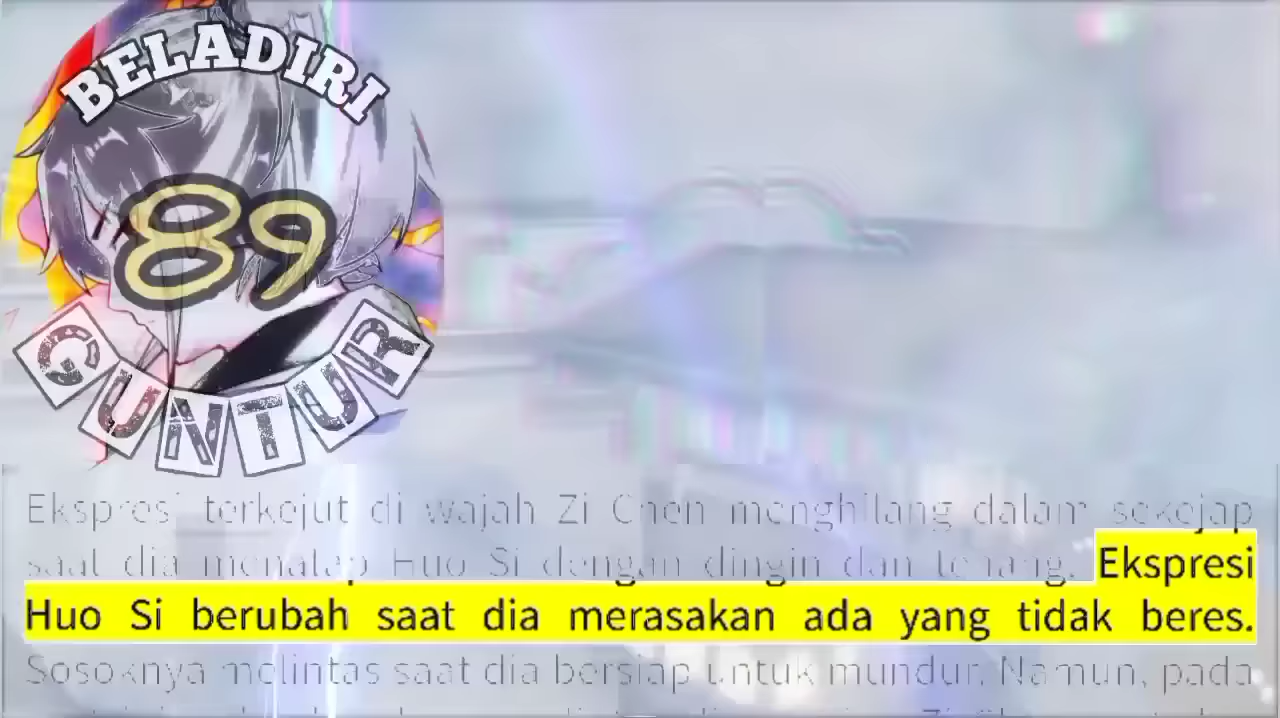 BELADIRI
89
GUNTUR
Ekspresi terkejut di wajah Zi Chen menghilang dalam sekejap
saat dia menatap Huo Si dengan dingin dan tenang. Ekspresi
Huo Si berubah saat dia merasakan ada yang tidak beres.
Sosoknya melintas saat dia bersiap untuk mundur. Namun, pada